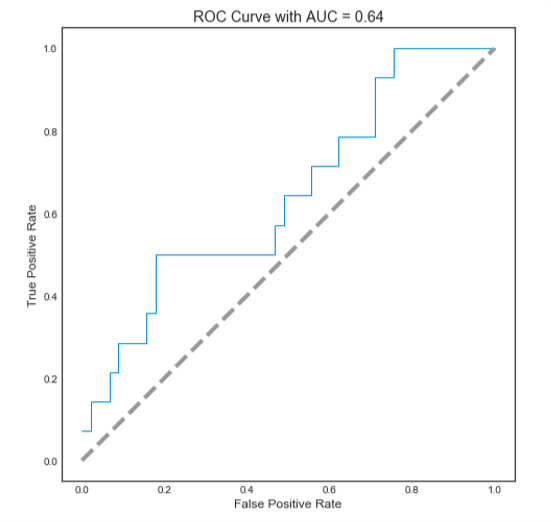 ROC Curve with AUC = 0.64
1.0
0.8
0.6
0.4
0.2
0.0
True Positive Rate
0.0 0.2 0.4 0.6 0.8 1.0
False Positive Rate